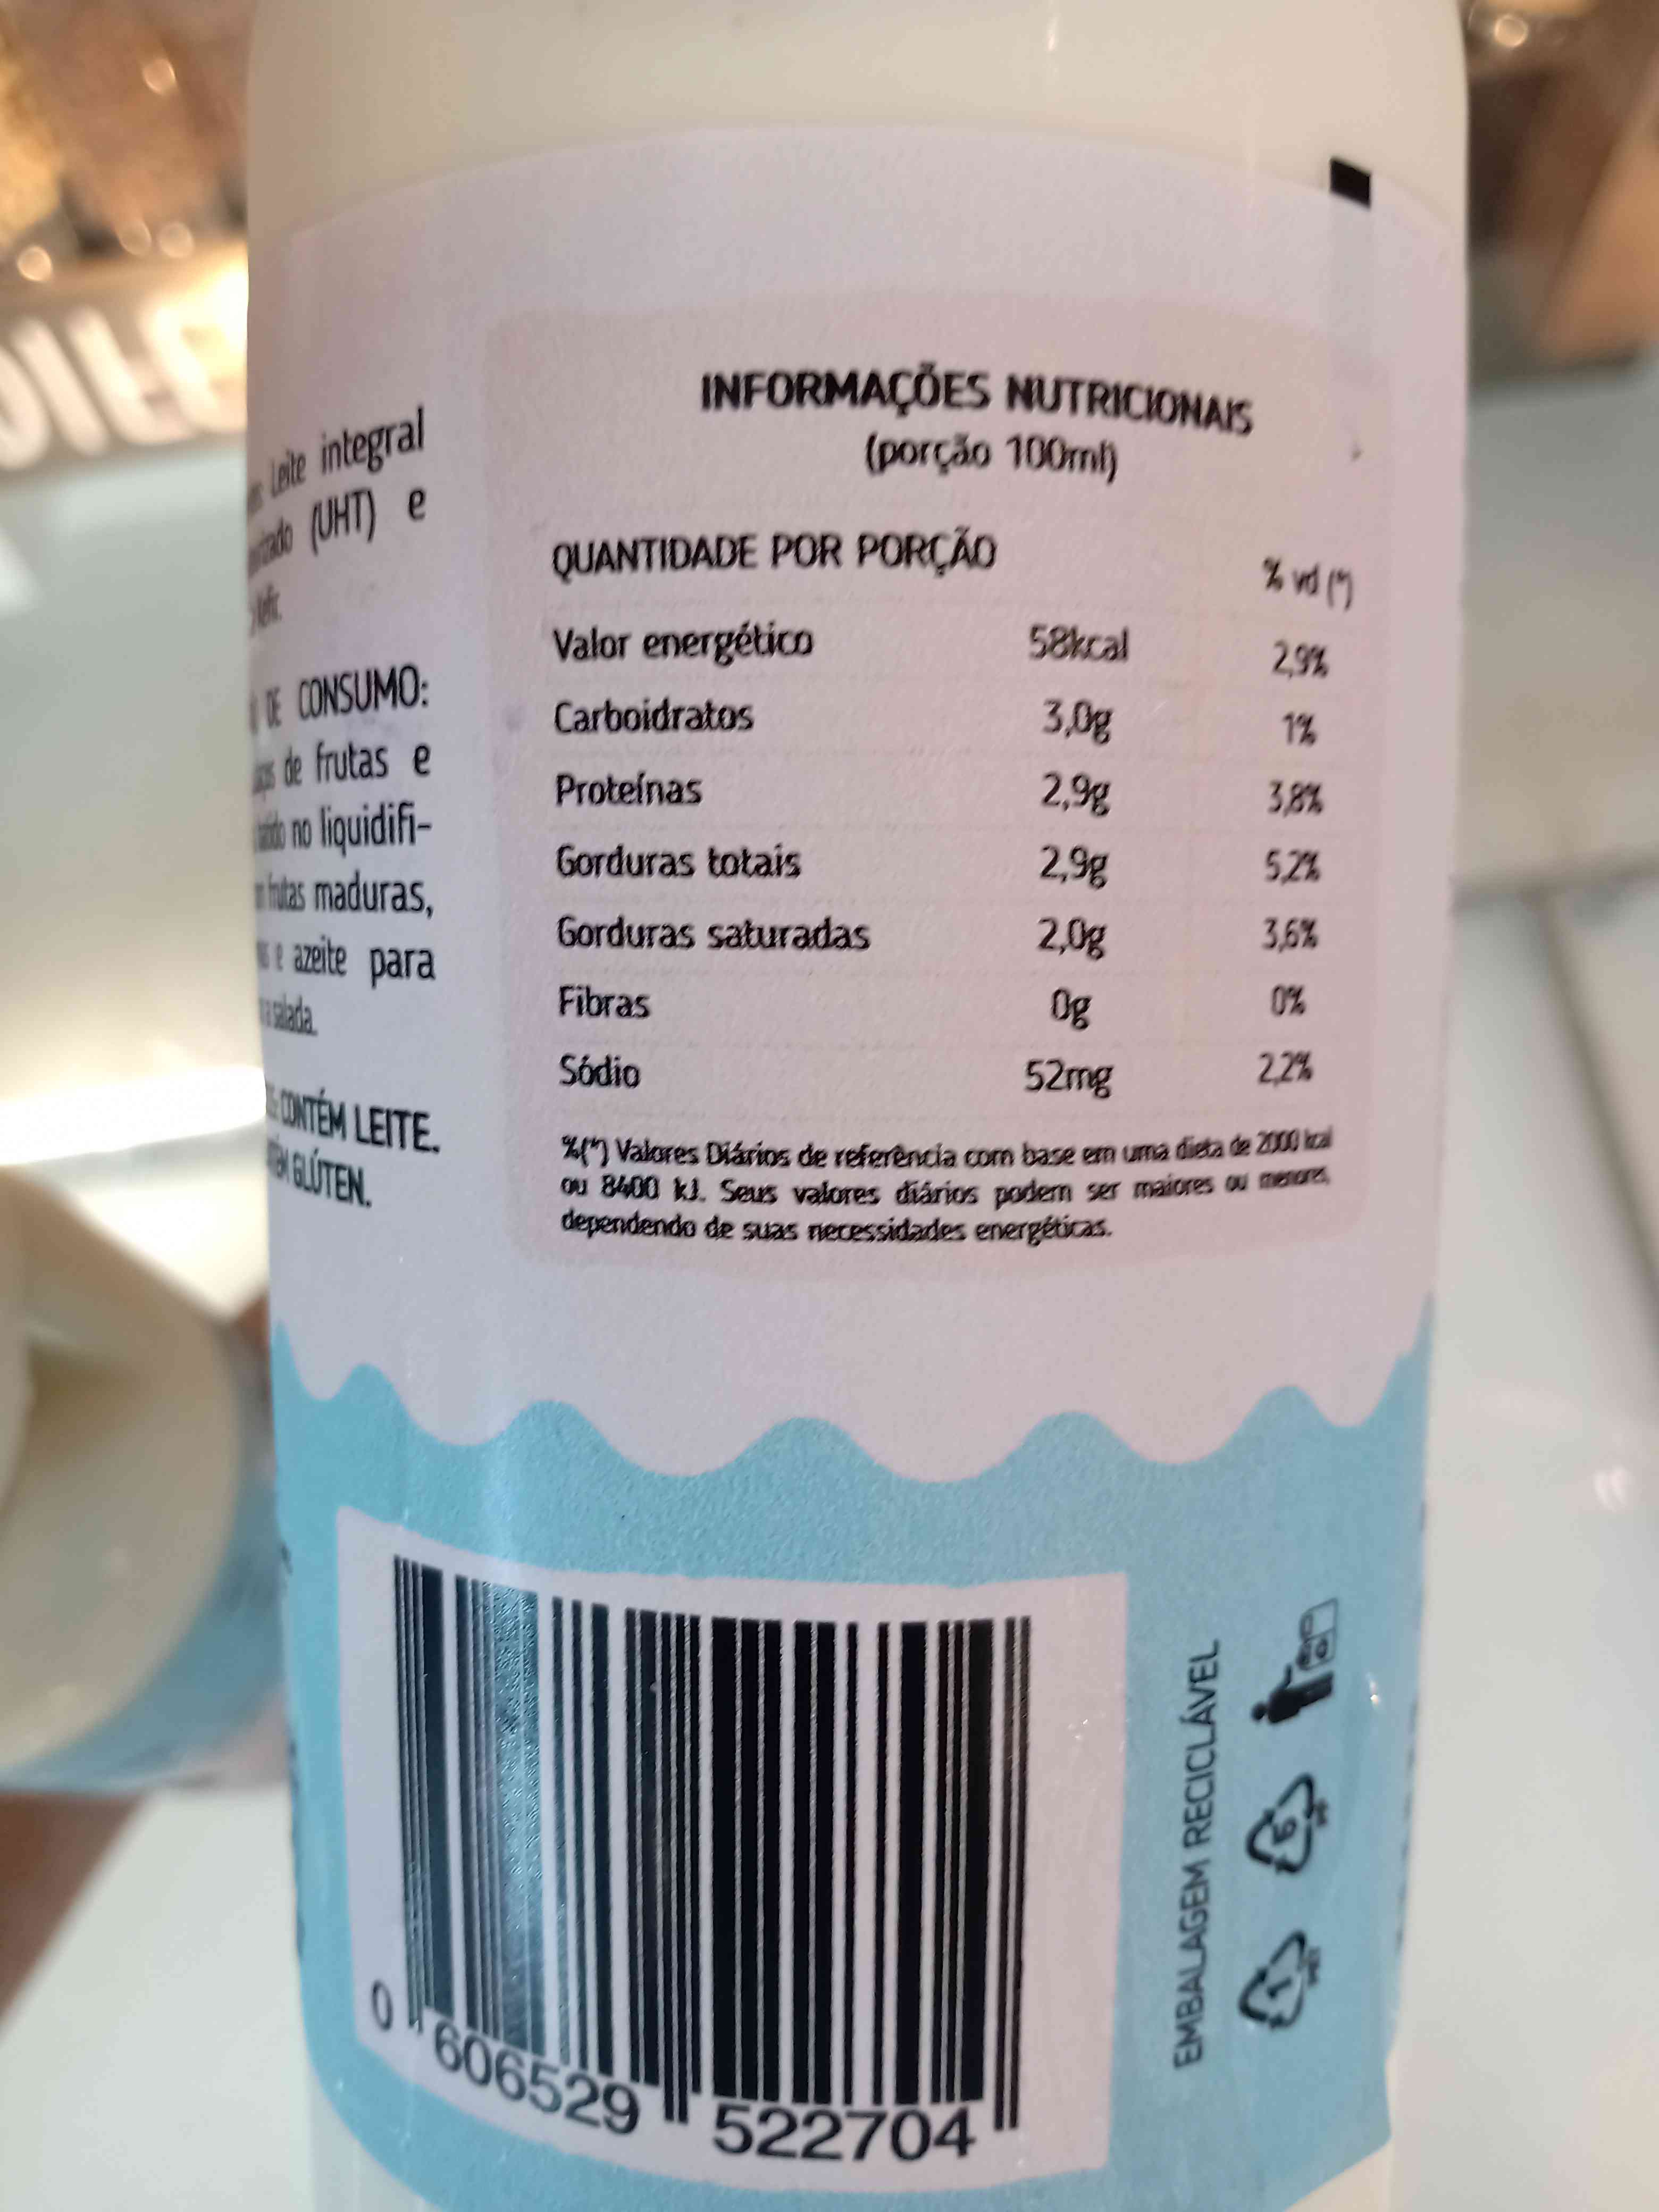 Leite integral
(UHT) e
DE CONSUMO:
de frutas e
no liquidifi-
frutas maduras,
e azeite para
a salada.
CONTÉM LEITE.
GLÚTEN.
INFORMAÇÕES NUTRICIONAIS
(porção 100ml)
QUANTIDADE POR PORÇÃO % vd (*)
Valor energético 58kcal 2,9%
Carboidratos 3,0g 1%
Proteínas 2,9g 3,8%
Gorduras totais 2,9g 5,2%
Gorduras saturadas 2,0g 3,6%
Fibras 0g 0%
Sódio 52mg 2,2%
%(*) Valores Diários de referência com base em uma dieta de 2000 kcal
ou 8400 kJ. Seus valores diários podem ser maiores ou menores,
dependendo de suas necessidades energéticas.
0 606529 522704
EMBALAGEM RECICLÁVEL
1
5